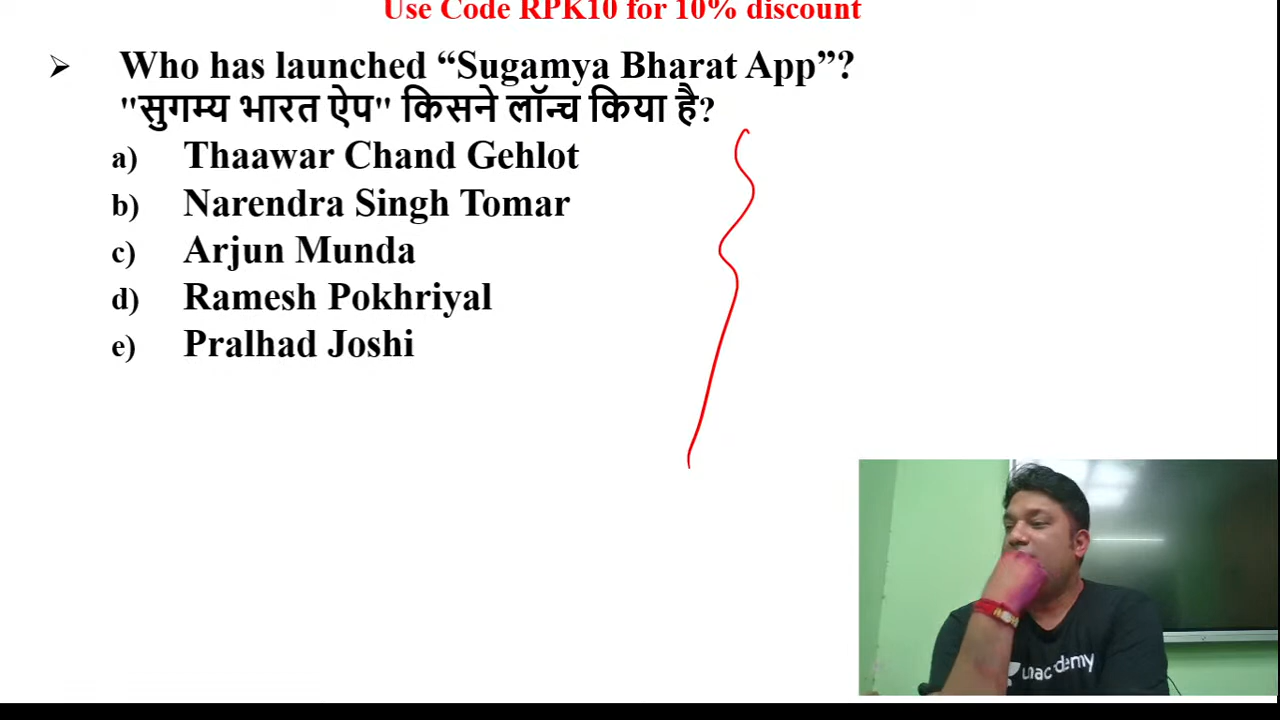 Use Code RPK10 for 10% discount
➢ Who has launched “Sugamya Bharat App”?
"सुगम्य भारत ऐप" किसने लॉन्च किया है?
a) Thaawar Chand Gehlot
b) Narendra Singh Tomar
c) Arjun Munda
d) Ramesh Pokhriyal
e) Pralhad Joshi
unacademy